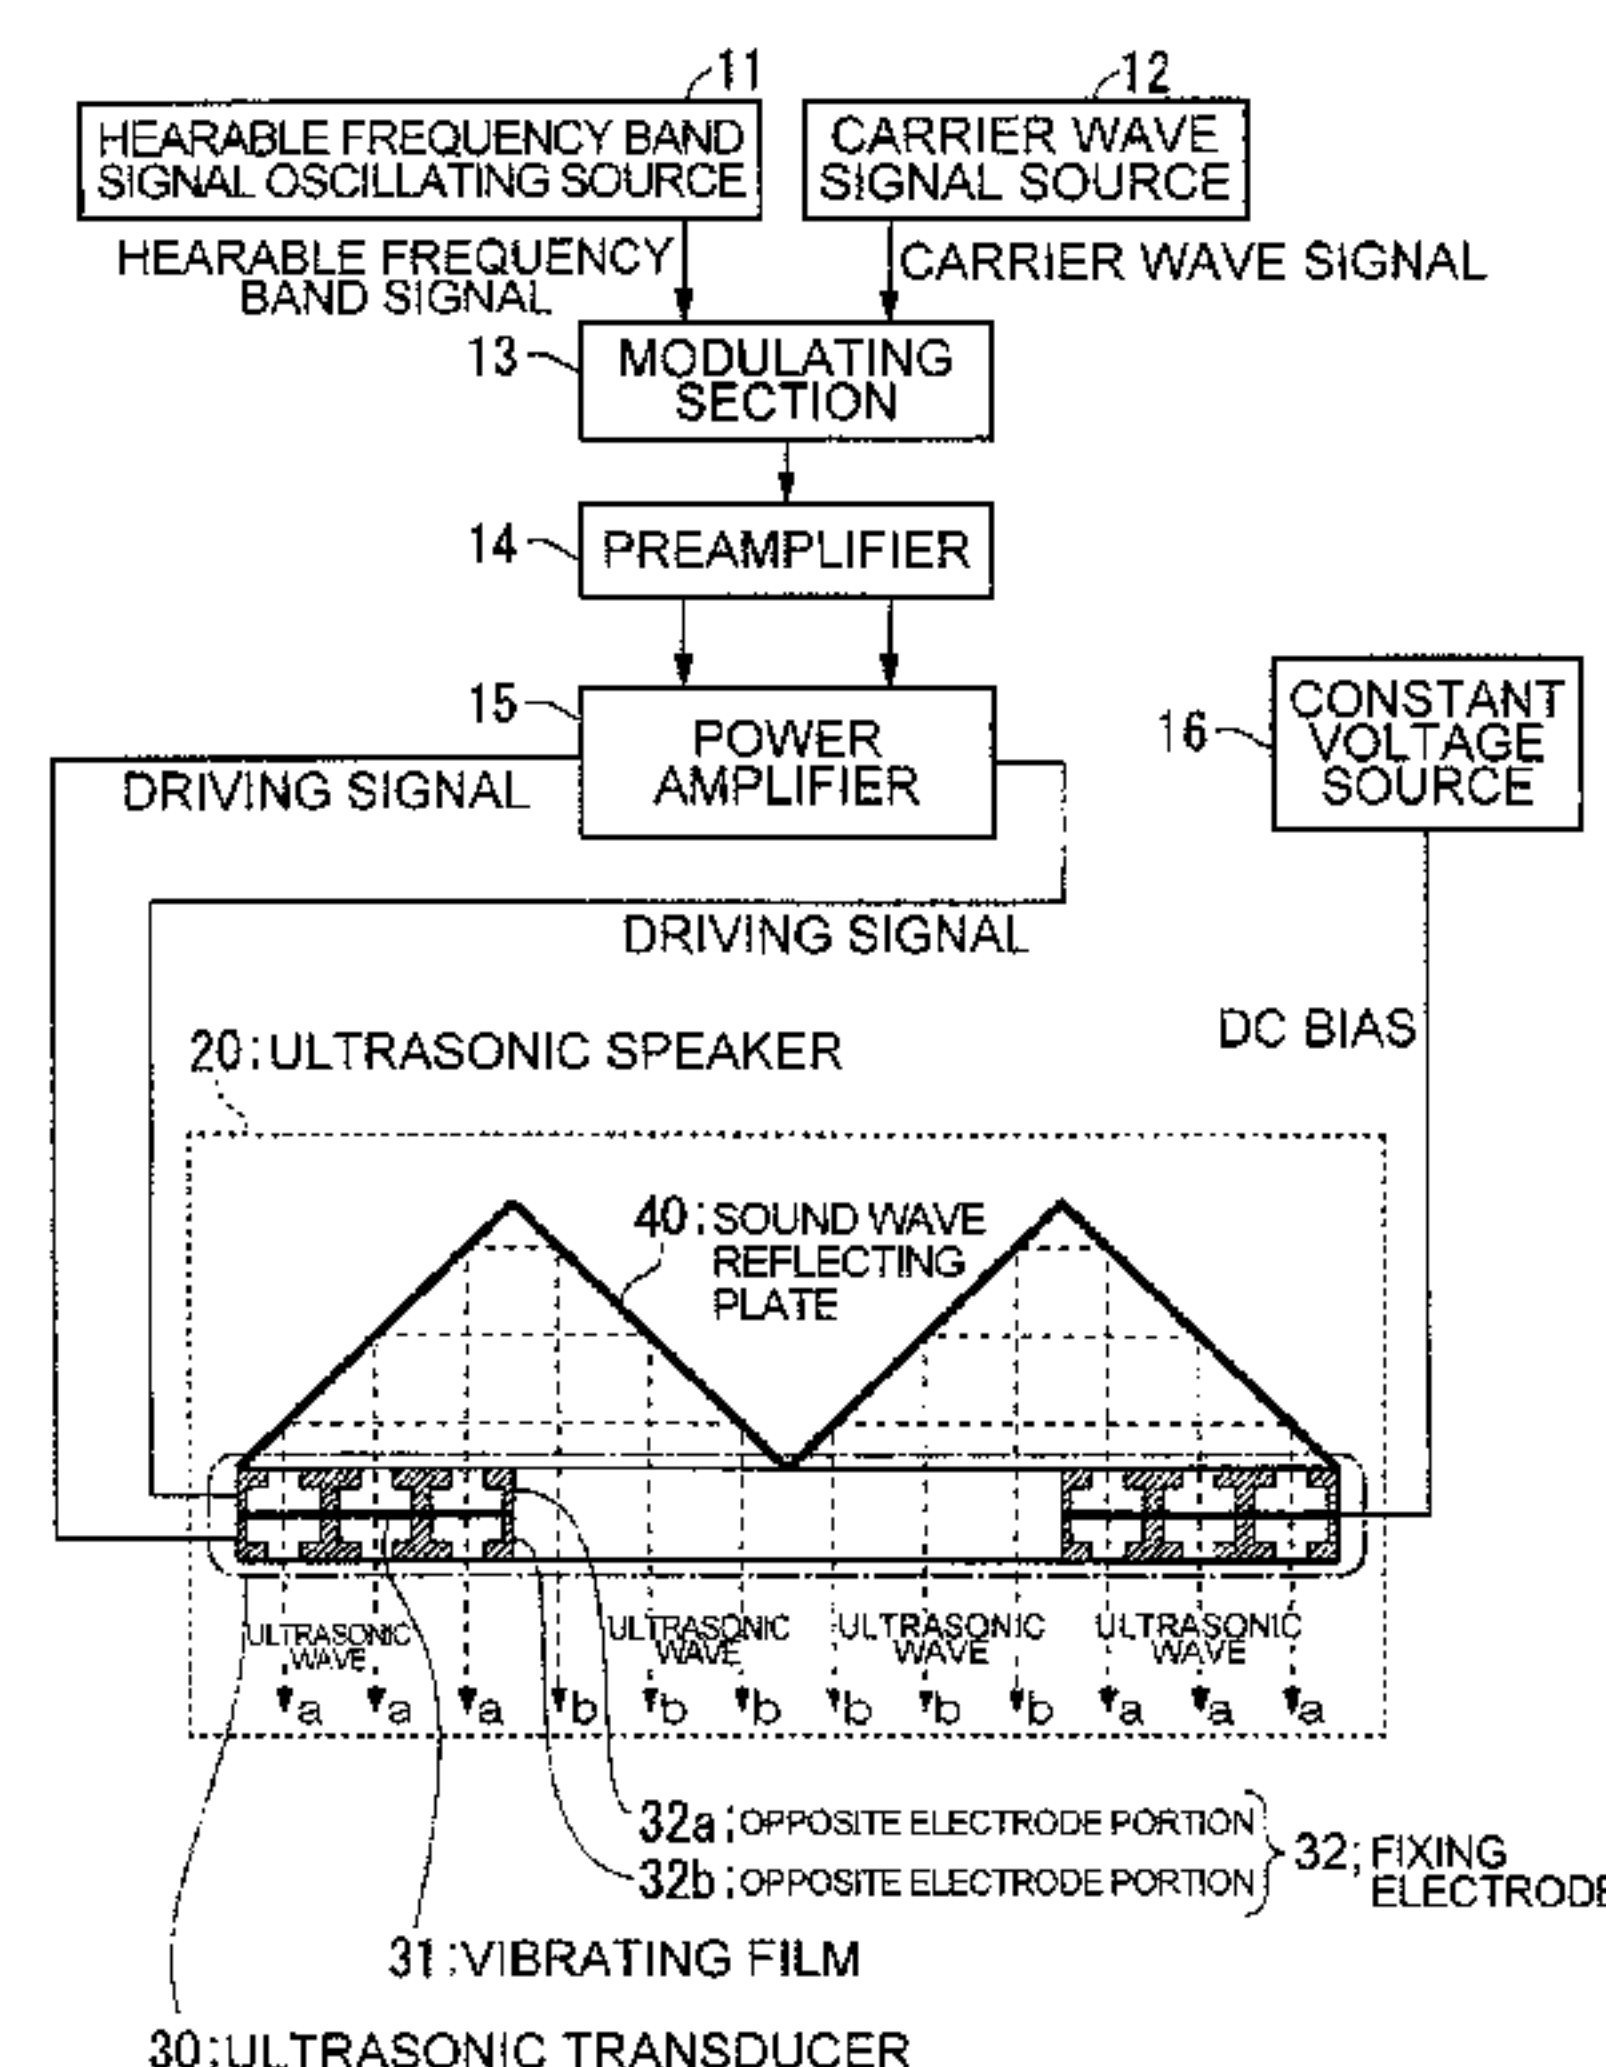 11
12
HEARABLE FREQUENCY BAND
SIGNAL OSCILLATING SOURCE
CARRIER WAVE
SIGNAL SOURCE
HEARABLE FREQUENCY
BAND SIGNAL
CARRIER WAVE SIGNAL
13
MODULATING
SECTION
14
PREAMPLIFIER
15
POWER
AMPLIFIER
16
CONSTANT
VOLTAGE
SOURCE
DRIVING SIGNAL
DRIVING SIGNAL
DC BIAS
20:ULTRASONIC SPEAKER
40:SOUND WAVE
REFLECTING
PLATE
ULTRASONIC
WAVE
ULTRASONIC
WAVE
ULTRASONIC
WAVE
ULTRASONIC
WAVE
a a a b b b b b b a a a
32a;OPPOSITE ELECTRODE PORTION
32b;OPPOSITE ELECTRODE PORTION
32;FIXING
ELECTRODE
31;VIBRATING FILM
30;ULTRASONIC TRANSDUCER